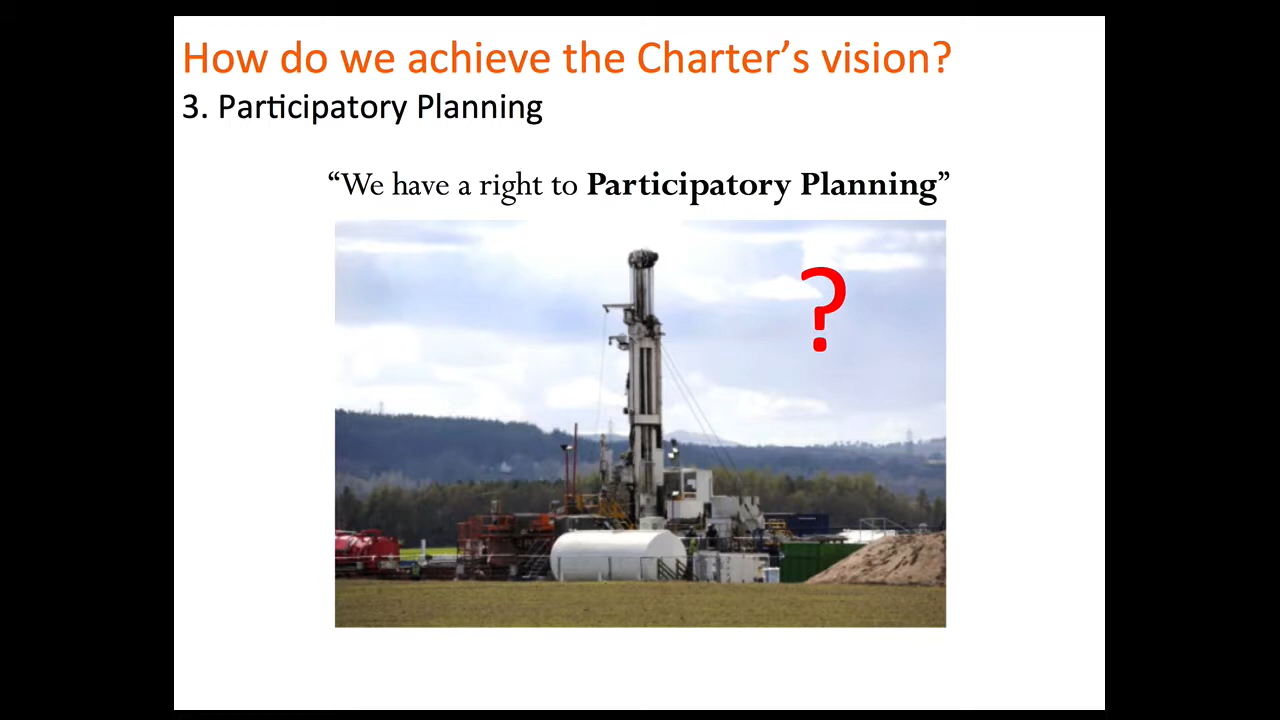 How do we achieve the Charter’s vision?
3. Participatory Planning
“We have a right to Participatory Planning”
?